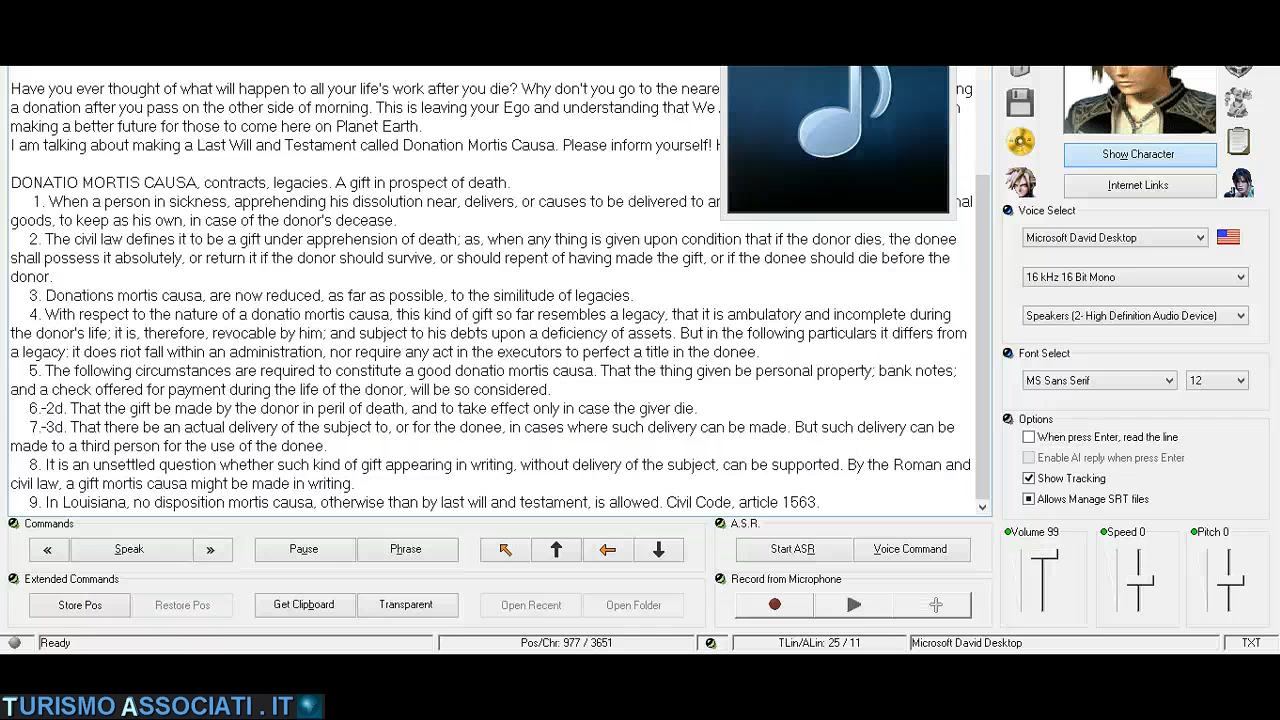 Have you ever thought of what will happen to all your life's work after you die? Why don't you go to the neare ing
a donation after you pass on the other side of morning. This is leaving your Ego and understanding that We
making a better future for those to come here on Planet Earth.
I am talking about making a Last Will and Testament called Donation Mortis Causa. Please inform yourself!
DONATIO MORTIS CAUSA, contracts, legacies. A gift in prospect of death.
1. When a person in sickness, apprehending his dissolution near, delivers, or causes to be delivered to nal
goods, to keep as his own, in case of the donor's decease.
2. The civil law defines it to be a gift under apprehension of death; as, when any thing is given upon condition that if the donor dies, the donee
shall possess it absolutely, or return it if the donor should survive, or should repent of having made the gift, or if the donee should die before the
donor.
3. Donations mortis causa, are now reduced, as far as possible, to the similitude of legacies.
4. With respect to the nature of a donatio mortis causa, this kind of gift so far resembles a legacy, that it is ambulatory and incomplete during
the donor's life; it is, therefore, revocable by him; and subject to his debts upon a deficiency of assets. But in the following particulars it differs from
a legacy: it does riot fall within an administration, nor require any act in the executors to perfect a title in the donee.
5. The following circumstances are required to constitute a good donatio mortis causa. That the thing given be personal property; bank notes;
and a check offered for payment during the life of the donor, will be so considered.
6.-2d. That the gift be made by the donor in peril of death, and to take effect only in case the giver die.
7.-3d. That there be an actual delivery of the subject to, or for the donee, in cases where such delivery can be made. But such delivery can be
made to a third person for the use of the donee.
8. It is an unsettled question whether such kind of gift appearing in writing, without delivery of the subject, can be supported. By the Roman and
civil law, a gift mortis causa might be made in writing.
9. In Louisiana, no disposition mortis causa, otherwise than by last will and testament, is allowed. Civil Code, article 1563.
Show Character
Internet Links
Voice Select
Microsoft David Desktop
16 kHz 16 Bit Mono
Speakers (2- High Definition Audio Device)
Font Select
MS Sans Serif 12
Options
When press Enter, read the line
Enable AI reply when press Enter
Show Tracking
Allows Manage SRT files
Volume 99 Speed 0 Pitch 0
Commands
« Speak » Pause Phrase
A.S.R.
Start ASR Voice Command
Extended Commands
Store Pos Restore Pos Get Clipboard Transparent Open Recent Open Folder
Record from Microphone
Ready Pos/Chr: 977 / 3651 TLin/ALin: 25 / 11 Microsoft David Desktop TXT
TURISMO ASSOCIATI . IT